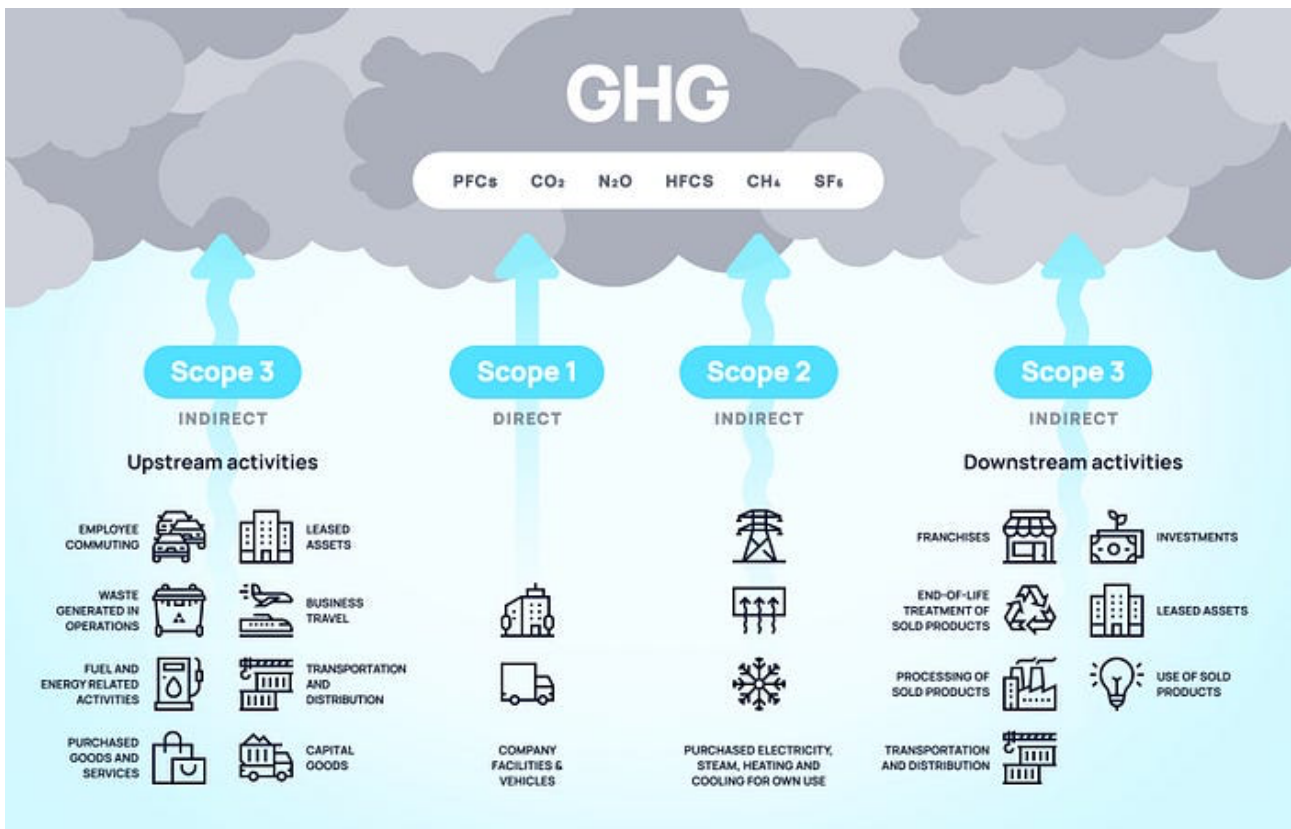 GHG
PFCs CO₂ N₂O HFCS CH₄ SF₆
Scope 3
INDIRECT
Upstream activities
EMPLOYEE
COMMUTING
LEASED
ASSETS
WASTE
GENERATED IN
OPERATIONS
BUSINESS
TRAVEL
FUEL AND
ENERGY RELATED
ACTIVITIES
TRANSPORTATION
AND
DISTRIBUTION
PURCHASED
GOODS AND
SERVICES
CAPITAL
GOODS
Scope 1
DIRECT
COMPANY
FACILITIES &
VEHICLES
Scope 2
INDIRECT
PURCHASED ELECTRICITY,
STEAM, HEATING AND
COOLING FOR OWN USE
Scope 3
INDIRECT
Downstream activities
FRANCHISES
INVESTMENTS
END-OF-LIFE
TREATMENT OF
SOLD PRODUCTS
LEASED ASSETS
PROCESSING OF
SOLD PRODUCTS
USE OF SOLD
PRODUCTS
TRANSPORTATION
AND DISTRIBUTION